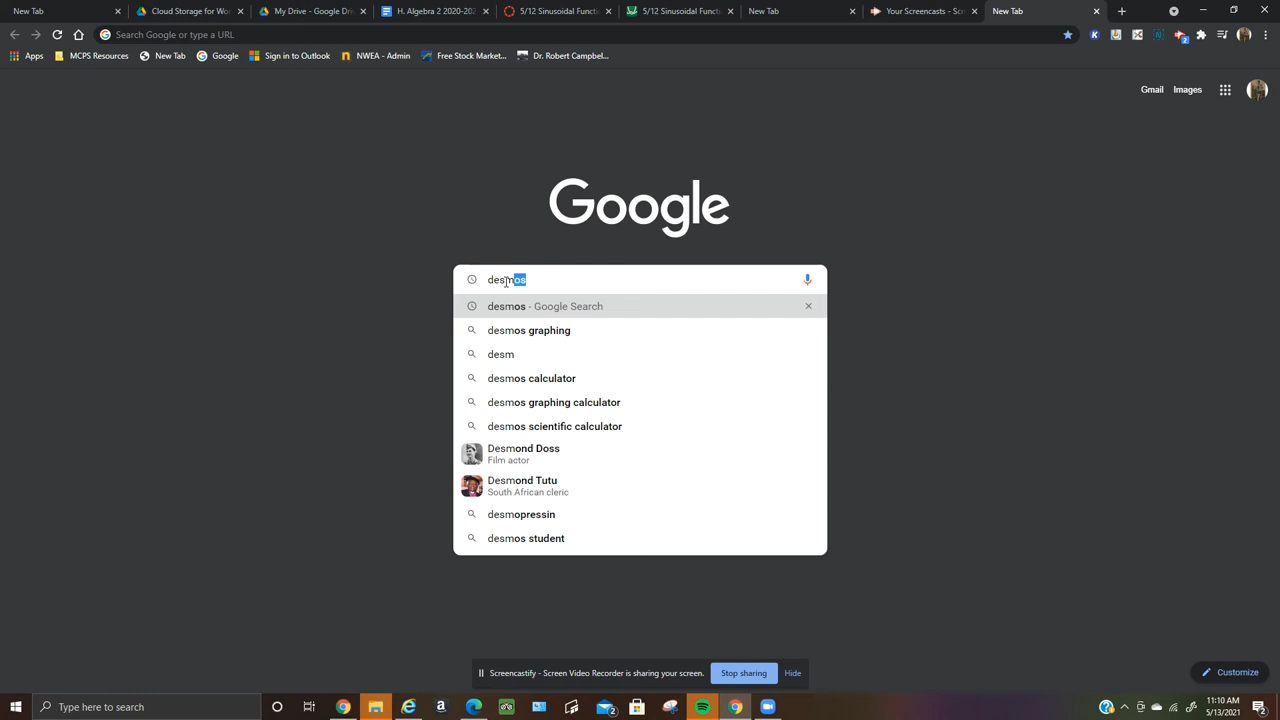 New Tab
Cloud Storage for Wo
My Drive - Google Dri
H. Algebra 2 2020-202
5/12 Sinusoidal Functi
5/12 Sinusoidal Functi
New Tab
Your Screencasts - Sc
New Tab
Search Google or type a URL
Apps
MCPS Resources
New Tab
Google
Sign in to Outlook
NWEA - Admin
Free Stock Market...
Dr. Robert Campbel...
Gmail
Images
Google
desmos
desmos - Google Search
desmos graphing
desm
desmos calculator
desmos graphing calculator
desmos scientific calculator
Desmond Doss
Film actor
Desmond Tutu
South African cleric
desmopressin
desmos student
Screencastify - Screen Video Recorder is sharing your screen.
Stop sharing
Hide
Customize
Type here to search
2
11:10 AM
5/13/2021